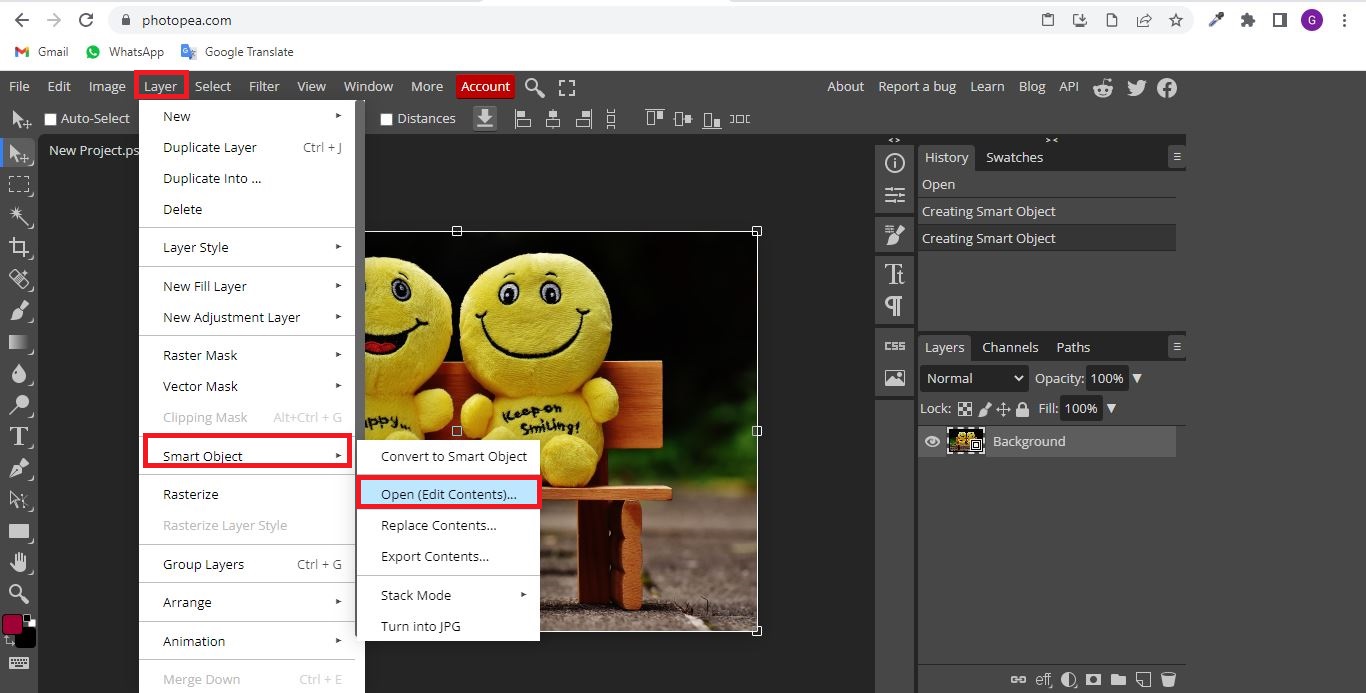 photopea.com
G
Gmail WhatsApp Google Translate
File Edit Image Layer Select Filter View Window More Account About Report a bug Learn Blog API
Auto-Select Distances
New Project.ps
New
Duplicate Layer Ctrl + J
Duplicate Into ...
Delete
Layer Style
New Fill Layer
New Adjustment Layer
Raster Mask
Vector Mask
Clipping Mask Alt+Ctrl + G
Smart Object
Rasterize
Rasterize Layer Style
Group Layers Ctrl + G
Arrange
Animation
Merge Down Ctrl + E
Convert to Smart Object
Open (Edit Contents)...
Replace Contents...
Export Contents...
Stack Mode
Turn into JPG
ppy...
Keep on
Smiling!
CSS
History Swatches
Open
Creating Smart Object
Creating Smart Object
Layers Channels Paths
Normal Opacity: 100%
Lock: Fill: 100%
Background
eff